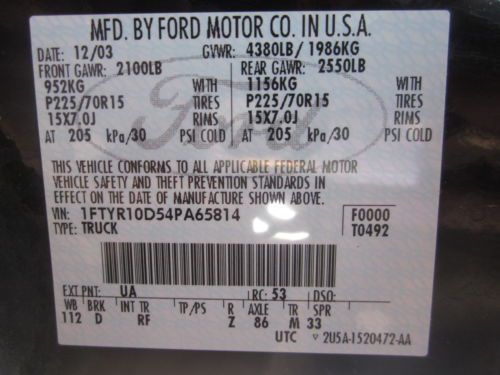 MFD. BY FORD MOTOR CO. IN U.S.A.
DATE: 12/03 GVWR: 4380LB/ 1986KG
FRONT GAWR: 2100LB REAR GAWR: 2550LB
952KG WITH 1156KG WITH
P225/70R15 TIRES P225/70R15 TIRES
15X7.0J RIMS 15X7.0J RIMS
AT 205 kPa/30 PSI COLD AT 205 kPa/30 PSI COLD
Ford
THIS VEHICLE CONFORMS TO ALL APPLICABLE FEDERAL MOTOR
VEHICLE SAFETY AND THEFT PREVENTION STANDARDS IN
EFFECT ON THE DATE OF MANUFACTURE SHOWN ABOVE.
VIN: 1FTYR10D54PA65814 F0000
TYPE: TRUCK T0492
EXT PNT: UA RC: 53 DSO:
WB BRK INT TR TP/PS R AXLE TR SPR
112 D RF Z 86 M 33
UTC 2U5A-1520472-AA